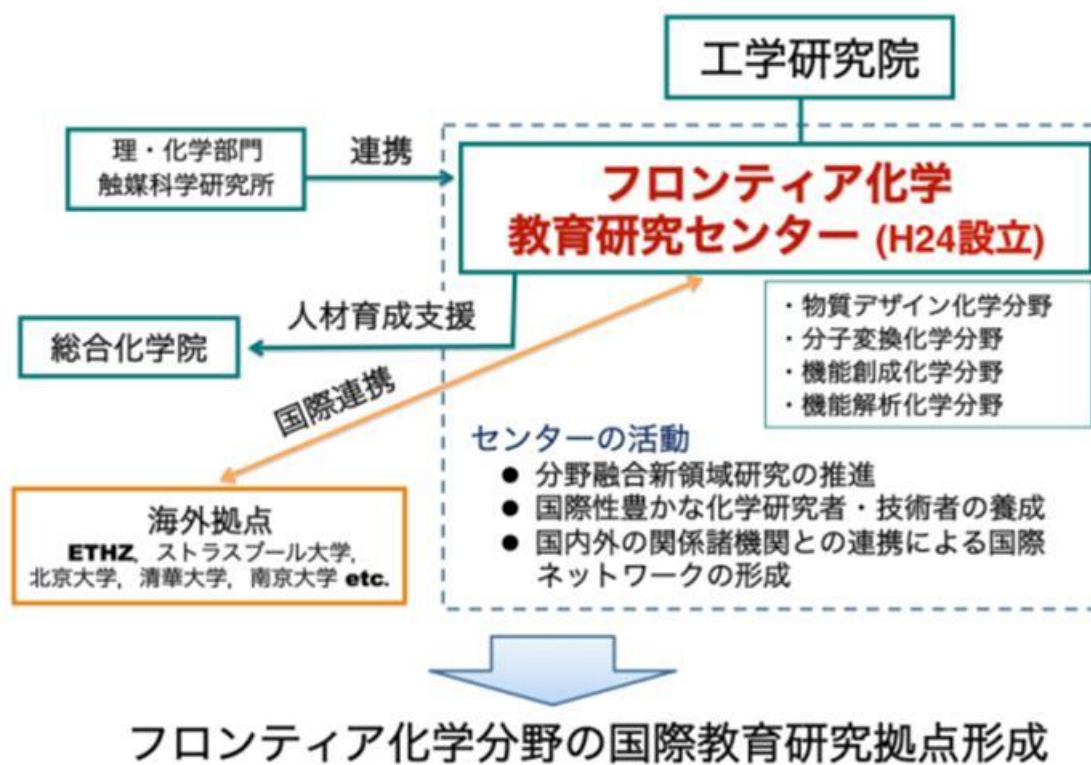 工学研究院
理・化学部門
触媒科学研究所
連携
フロンティア化学
教育研究センター (H24設立)
・物質デザイン化学分野
・分子変換化学分野
・機能創成化学分野
・機能解析化学分野
人材育成支援
総合化学院
国際連携
センターの活動
● 分野融合新領域研究の推進
● 国際性豊かな化学研究者・技術者の養成
● 国内外の関係諸機関との連携による国際
ネットワークの形成
海外拠点
ETHZ, ストラスブール大学,
北京大学, 清華大学, 南京大学 etc.
フロンティア化学分野の国際教育研究拠点形成